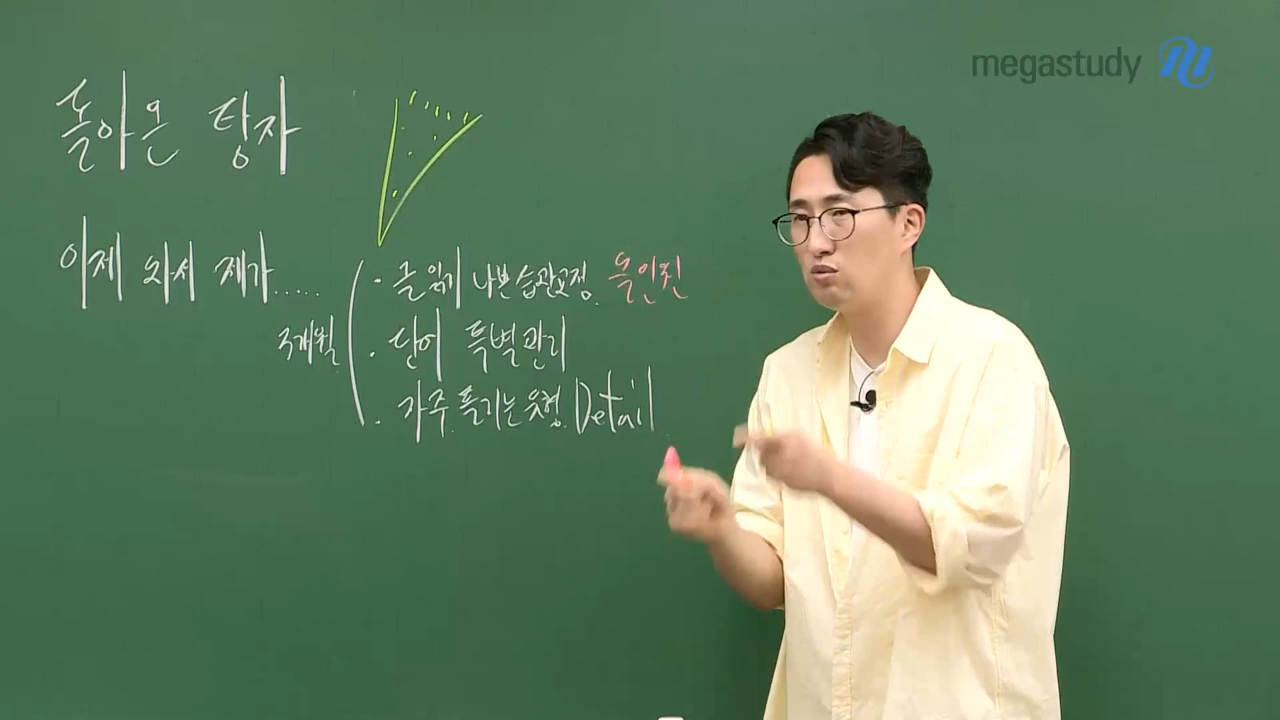 megastudy
돌아온 탕자
이제 와서 제가.....
3개월
· 글 읽기 나쁜 습관교정. 올인전
· 단어 특별관리
· 자주 틀리는 유형. Detail